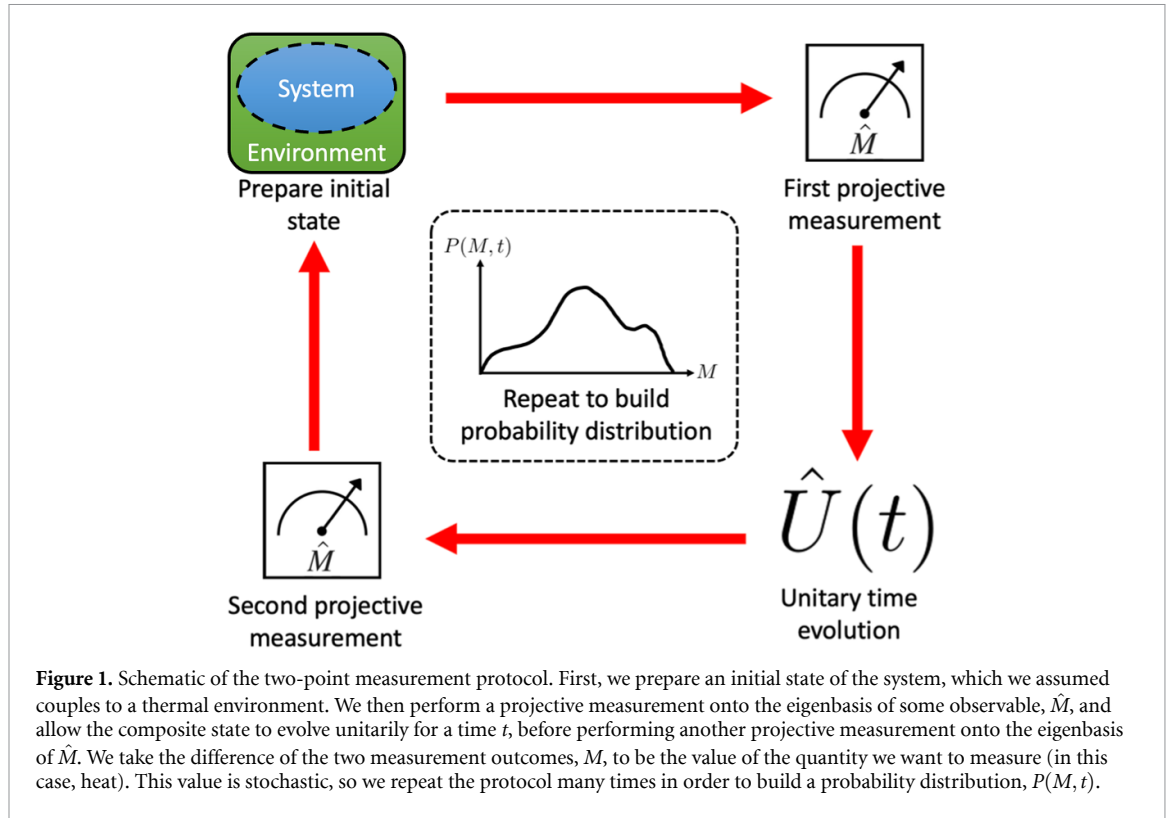 System
Environment
Prepare initial
state
M̂
First projective
measurement
P(M, t)
M
Repeat to build
probability distribution
M̂
Second projective
measurement
Û(t)
Unitary time
evolution
Figure 1. Schematic of the two-point measurement protocol. First, we prepare an initial state of the system, which we assumed
couples to a thermal environment. We then perform a projective measurement onto the eigenbasis of some observable, M̂, and
allow the composite state to evolve unitarily for a time t, before performing another projective measurement onto the eigenbasis
of M̂. We take the difference of the two measurement outcomes, M, to be the value of the quantity we want to measure (in this
case, heat). This value is stochastic, so we repeat the protocol many times in order to build a probability distribution, P(M, t).